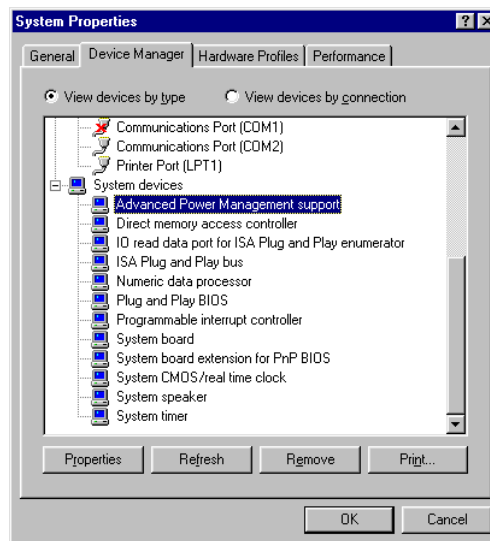 System Properties
General Device Manager Hardware Profiles Performance
View devices by type View devices by connection
Communications Port (COM1)
Communications Port (COM2)
Printer Port (LPT1)
System devices
Advanced Power Management support
Direct memory access controller
IO read data port for ISA Plug and Play enumerator
ISA Plug and Play bus
Numeric data processor
Plug and Play BIOS
Programmable interrupt controller
System board
System board extension for PnP BIOS
System CMOS/real time clock
System speaker
System timer
Properties Refresh Remove Print...
OK Cancel